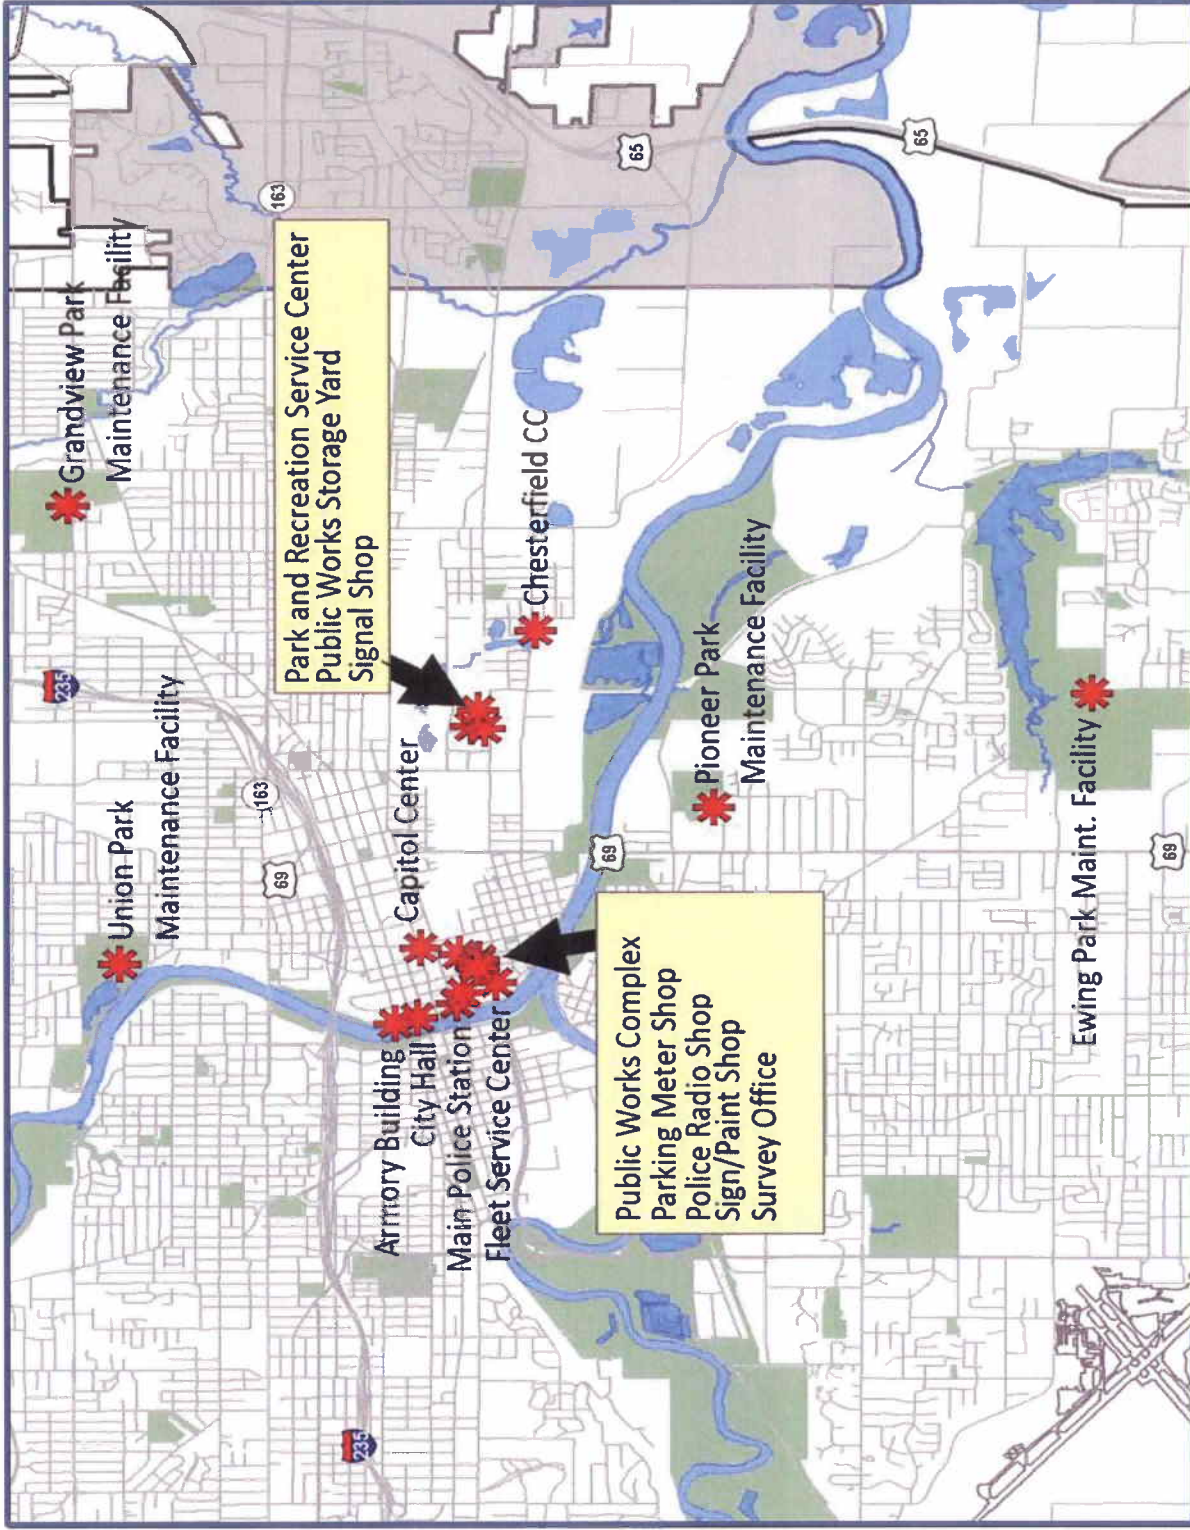 Grandview Park
Maintenance Facility
235
Union Park
Maintenance Facility
163
163
69
Park and Recreation Service Center
Public Works Storage Yard
Signal Shop
65
65
Capitol Center
Chesterfield CC
Armory Building
City Hall
Main Police Station
Fleet Service Center
235
69
Public Works Complex
Parking Meter Shop
Police Radio Shop
Sign/Paint Shop
Survey Office
Pioneer Park
Maintenance Facility
Ewing Park Maint. Facility
69